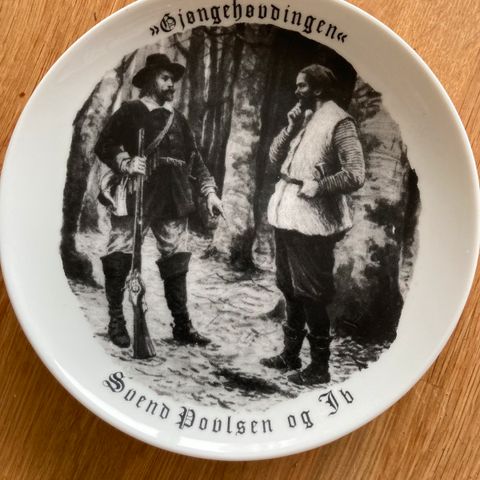 »Gjøngehøvdingen«
Svend Povlsen og Ib